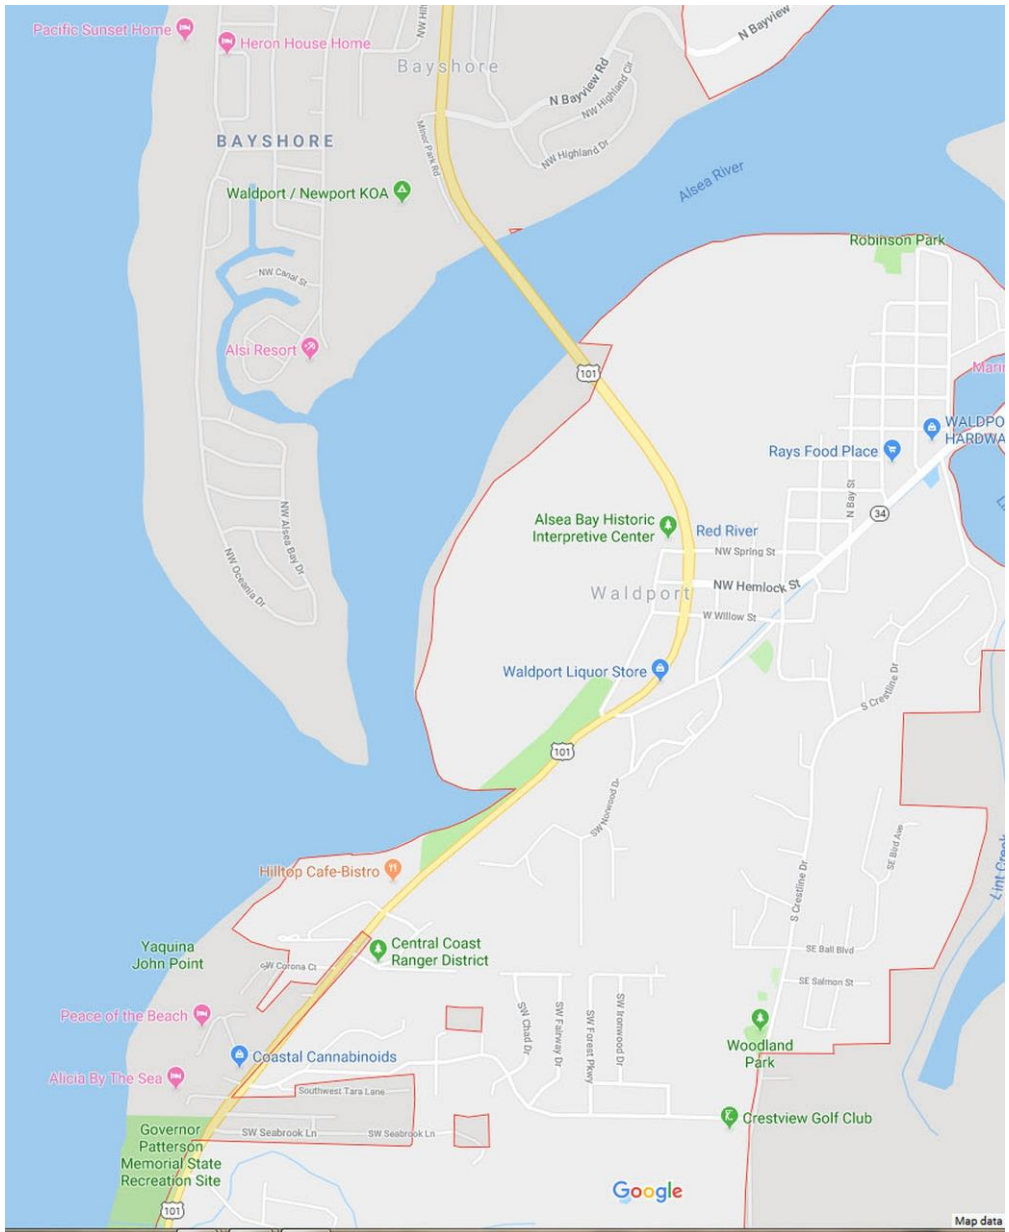 Pacific Sunset Home
Heron House Home
NW Hil
N Bayview
Bayshore
N Bayview Rd
NW Highland Cir
BAYSHORE
Minor Park Rd
NW Highland Dr
Waldport / Newport KOA
Alsea River
Robinson Park
NW Canal St
Alsi Resort
101
Marin
WALDPO
HARDWA
Rays Food Place
N Bay St
34
Alsea Bay Historic
Interpretive Center
Red River
NW Alsea Bay Dr
NW Spring St
NW Oceania Dr
Waldport
NW Hemlock St
W Willow St
Waldport Liquor Store
S Crestline Dr
101
SW Norwood Dr
SE Bird Ave
Lint Creek
Hilltop Cafe-Bistro
S Crestline Dr
Yaquina
John Point
Central Coast
Ranger District
SW Corona Ct
SE Ball Blvd
SE Salmon St
Peace of the Beach
SW Chad Dr
SW Fairway Dr
SW Forest Pkwy
SW Ironwood Dr
Woodland
Park
Coastal Cannabinoids
Alicia By The Sea
Southwest Tara Lane
Crestview Golf Club
Governor
Patterson
Memorial State
Recreation Site
SW Seabrook Ln
SW Seabrook Ln
101
Google
Map data